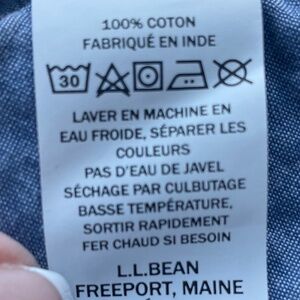 100% COTON
FABRIQUÉ EN INDE
30
LAVER EN MACHINE EN
EAU FROIDE, SÉPARER LES
COULEURS
PAS D'EAU DE JAVEL
SÉCHAGE PAR CULBUTAGE
BASSE TEMPÉRATURE,
SORTIR RAPIDEMENT
FER CHAUD SI BESOIN
L.L.BEAN
FREEPORT, MAINE